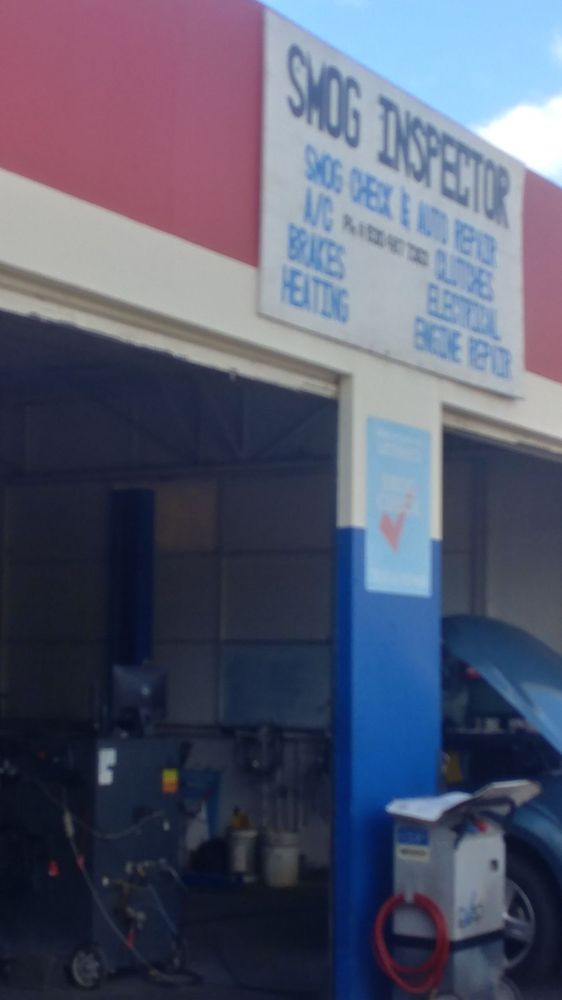 SMOG INSPECTOR
SMOG CHECK & AUTO REPAIR
A/C
CLUTCHES
BRAKES
ELECTRICAL
HEATING
ENGINE REPAIR